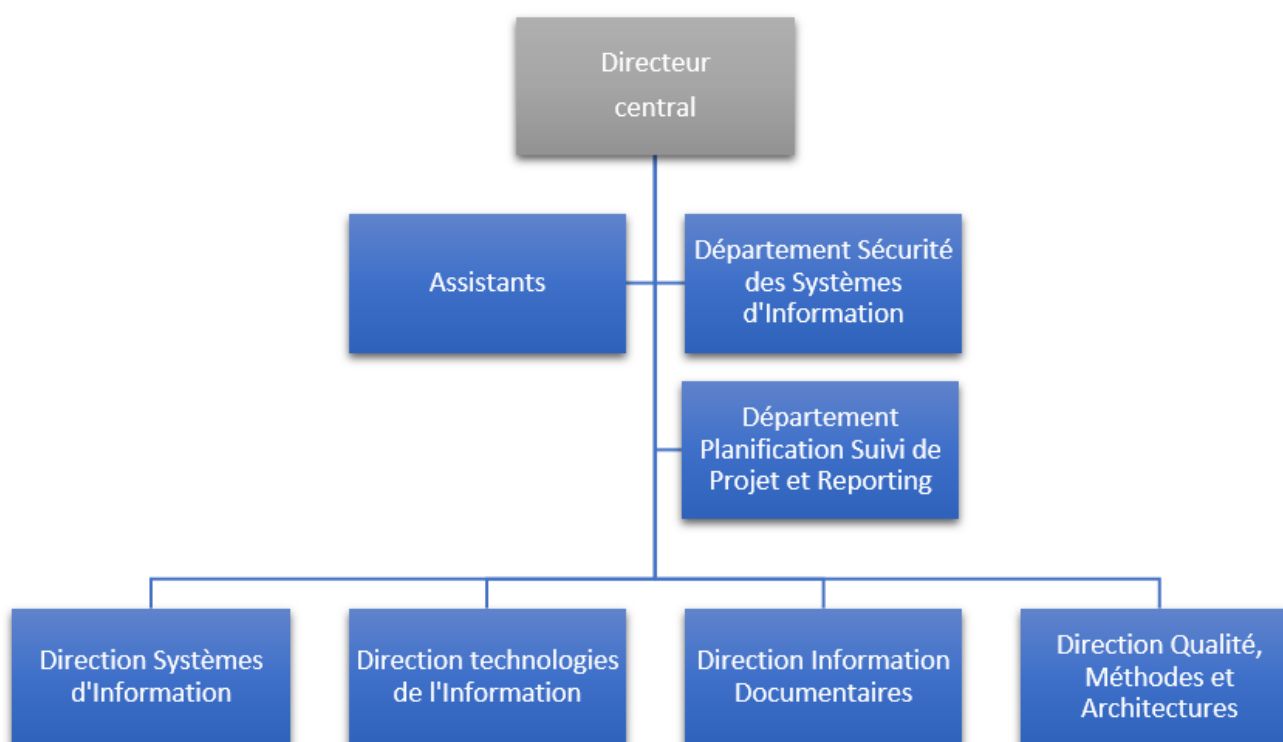 Directeur
central
Assistants
Département Sécurité
des Systèmes
d'Information
Département
Planification Suivi de
Projet et Reporting
Direction Systèmes
d'Information
Direction technologies
de l'Information
Direction Information
Documentaires
Direction Qualité,
Méthodes et
Architectures